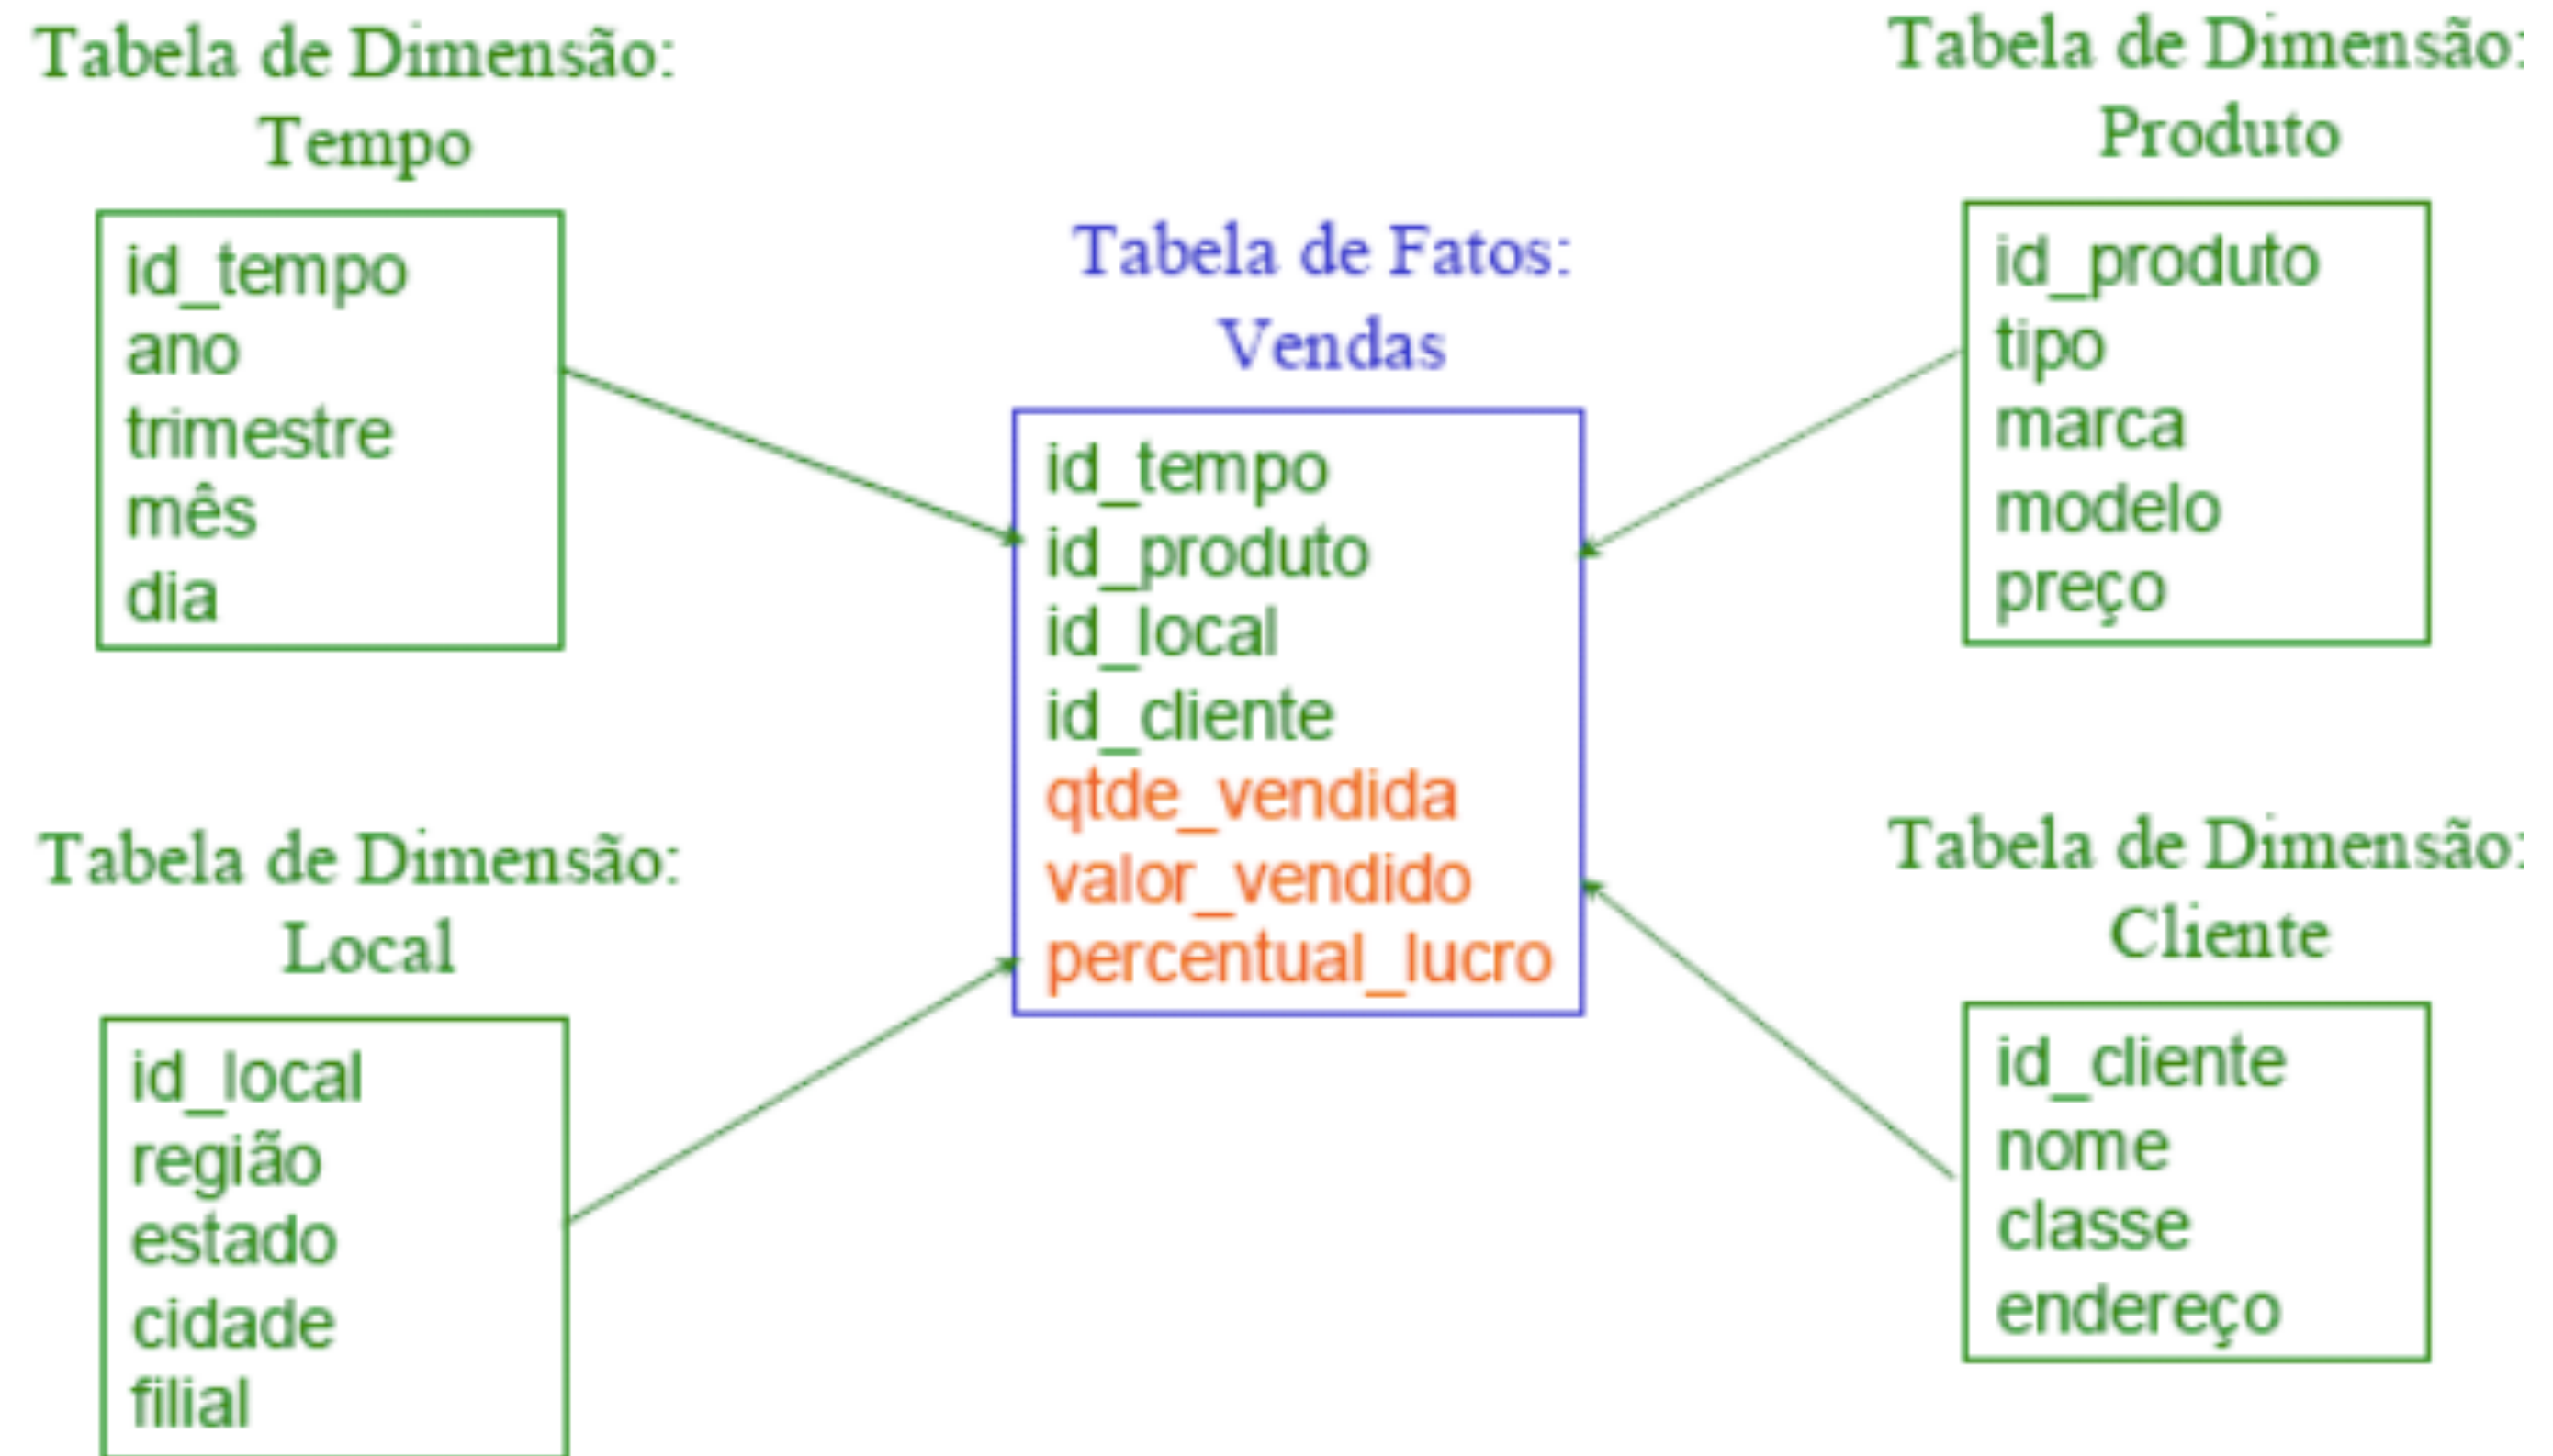 Tabela de Dimensão:
Tempo
id_tempo
ano
trimestre
mês
dia
Tabela de Dimensão:
Produto
id_produto
tipo
marca
modelo
preço
Tabela de Fatos:
Vendas
id_tempo
id_produto
id_local
id_cliente
qtde_vendida
valor_vendido
percentual_lucro
Tabela de Dimensão:
Local
id_local
região
estado
cidade
filial
Tabela de Dimensão:
Cliente
id_cliente
nome
classe
endereço